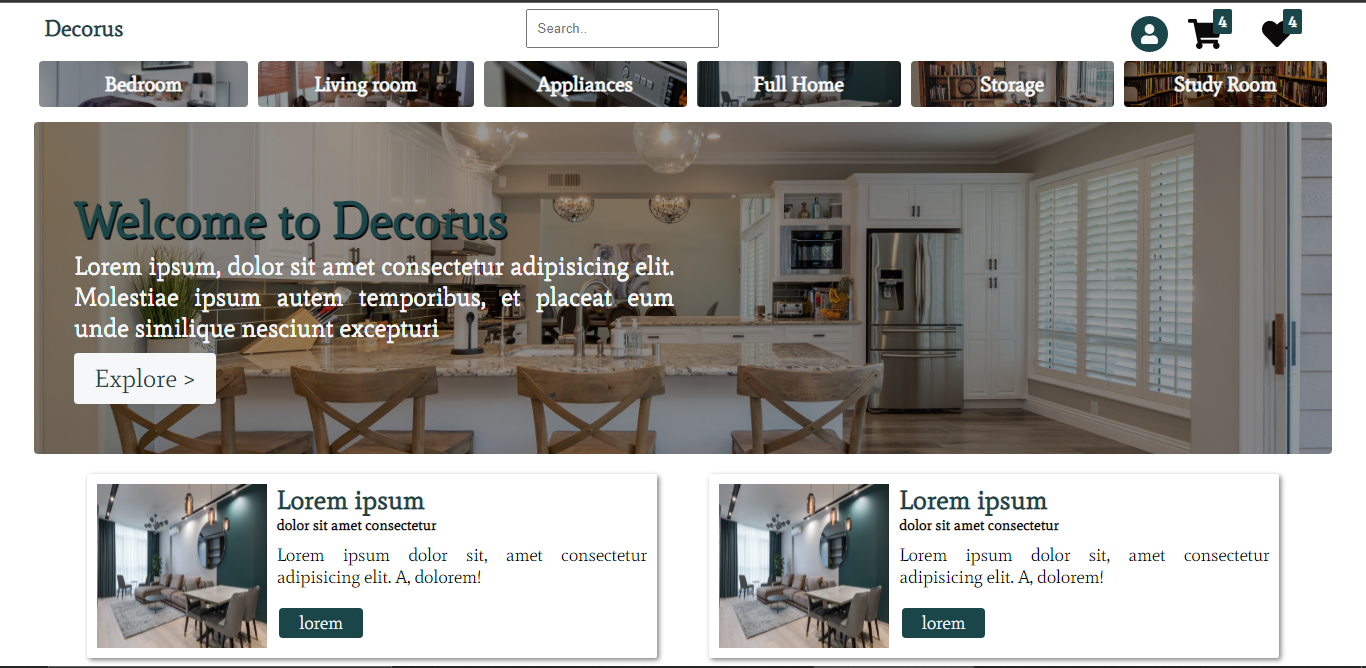 Decorus
Search..
4
4
Bedroom
Living room
Appliances
Full Home
Storage
Study Room
Welcome to Decorus
Lorem ipsum, dolor sit amet consectetur adipisicing elit.
Molestiae ipsum autem temporibus, et placeat eum
unde similique nesciunt excepturi
Explore >
Lorem ipsum
dolor sit amet consectetur
Lorem ipsum dolor sit, amet consectetur
adipisicing elit. A, dolorem!
lorem
Lorem ipsum
dolor sit amet consectetur
Lorem ipsum dolor sit, amet consectetur
adipisicing elit. A, dolorem!
lorem